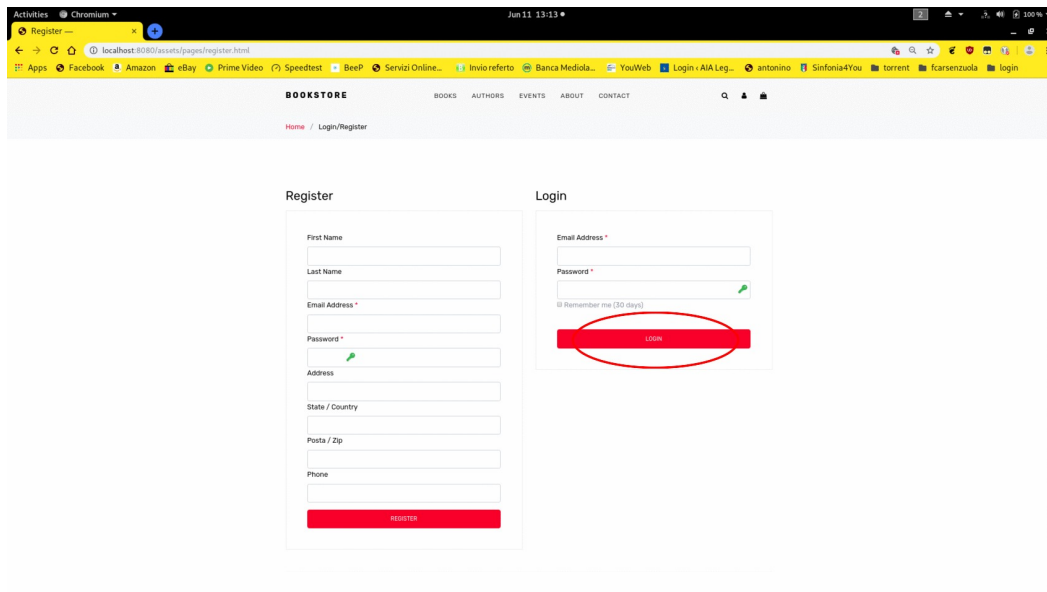 Activities Chromium Jun 11 13:13 2 100%
Register —
localhost:8080/assets/pages/register.html
Apps Facebook Amazon eBay Prime Video Speedtest BeeP Servizi Online... Invio referto Banca Mediola... YouWeb Login ‹ AIA Leg... antonino Sinfonia4You torrent fcarsenzuola login
BOOKSTORE BOOKS AUTHORS EVENTS ABOUT CONTACT
Home / Login/Register
Register
First Name
Last Name
Email Address *
Password *
Address
State / Country
Posta / Zip
Phone
REGISTER
Login
Email Address *
Password *
Remember me (30 days)
LOGIN